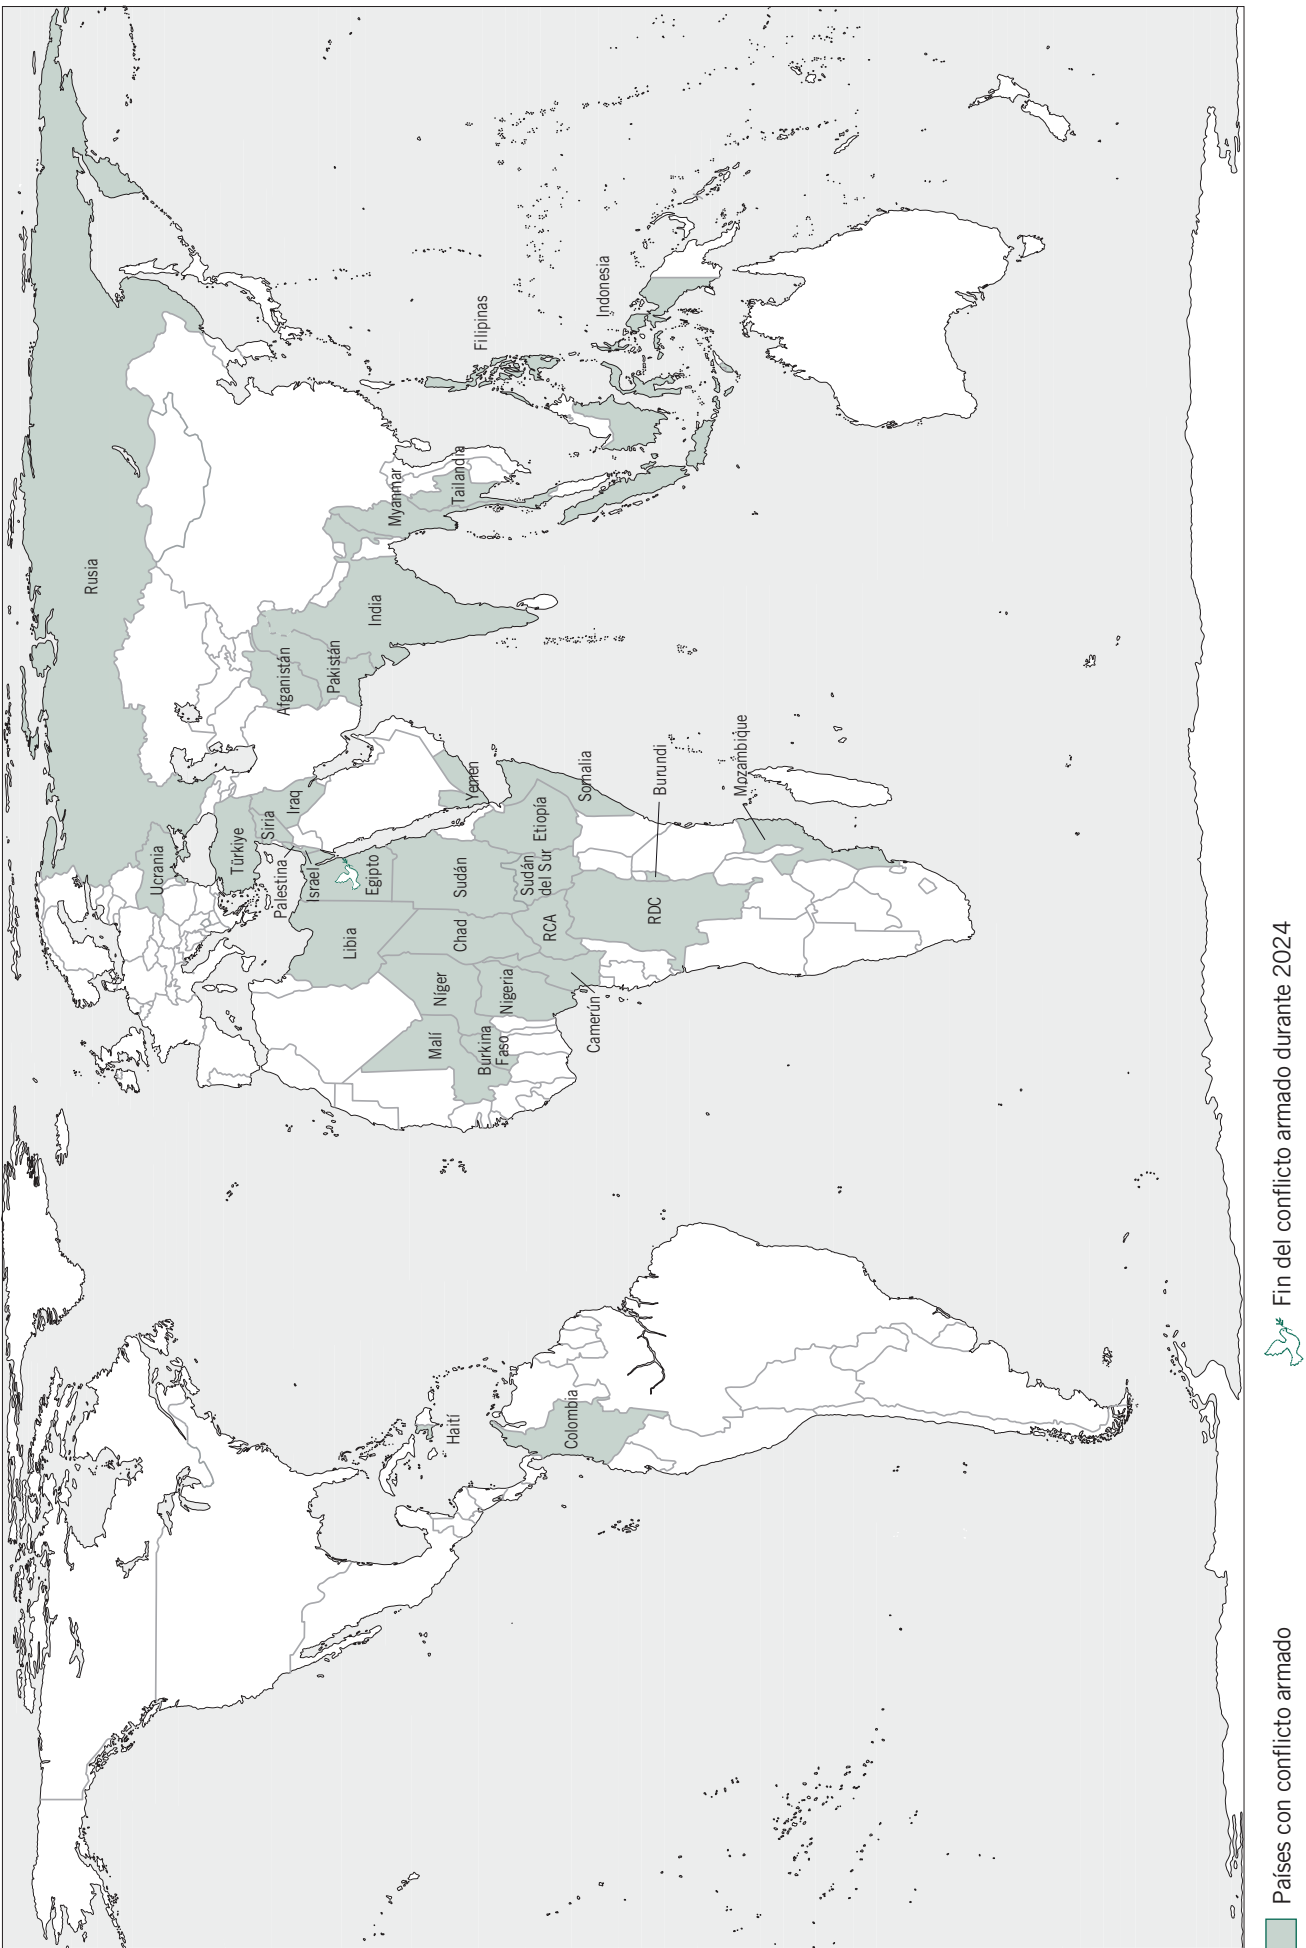 Haití
Colombia
Ucrania
Rusia
Türkiye
Siria
Iraq
Palestina
Israel
Egipto
Libia
Afganistán
Pakistán
India
Myanmar
Tailandia
Filipinas
Indonesia
Malí
Níger
Chad
Sudán
Yemen
Burkina
Faso
Nigeria
Camerún
RCA
Sudán
del Sur
Etiopía
Somalia
RDC
Burundi
Mozambique
Países con conflicto armado
Fin del conflicto armado durante 2024